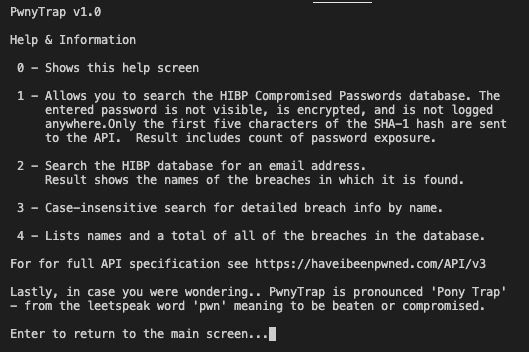 PwnyTrap v1.0
Help & Information
0 - Shows this help screen
1 - Allows you to search the HIBP Compromised Passwords database. The
entered password is not visible, is encrypted, and is not logged
anywhere.Only the first five characters of the SHA-1 hash are sent
to the API.  Result includes count of password exposure.
2 - Search the HIBP database for an email address.
Result shows the names of the breaches in which it is found.
3 - Case-insensitive search for detailed breach info by name.
4 - Lists names and a total of all of the breaches in the database.
For for full API specification see https://haveibeenpwned.com/API/v3
Lastly, in case you were wondering.. PwnyTrap is pronounced 'Pony Trap'
- from the leetspeak word 'pwn' meaning to be beaten or compromised.
Enter to return to the main screen...